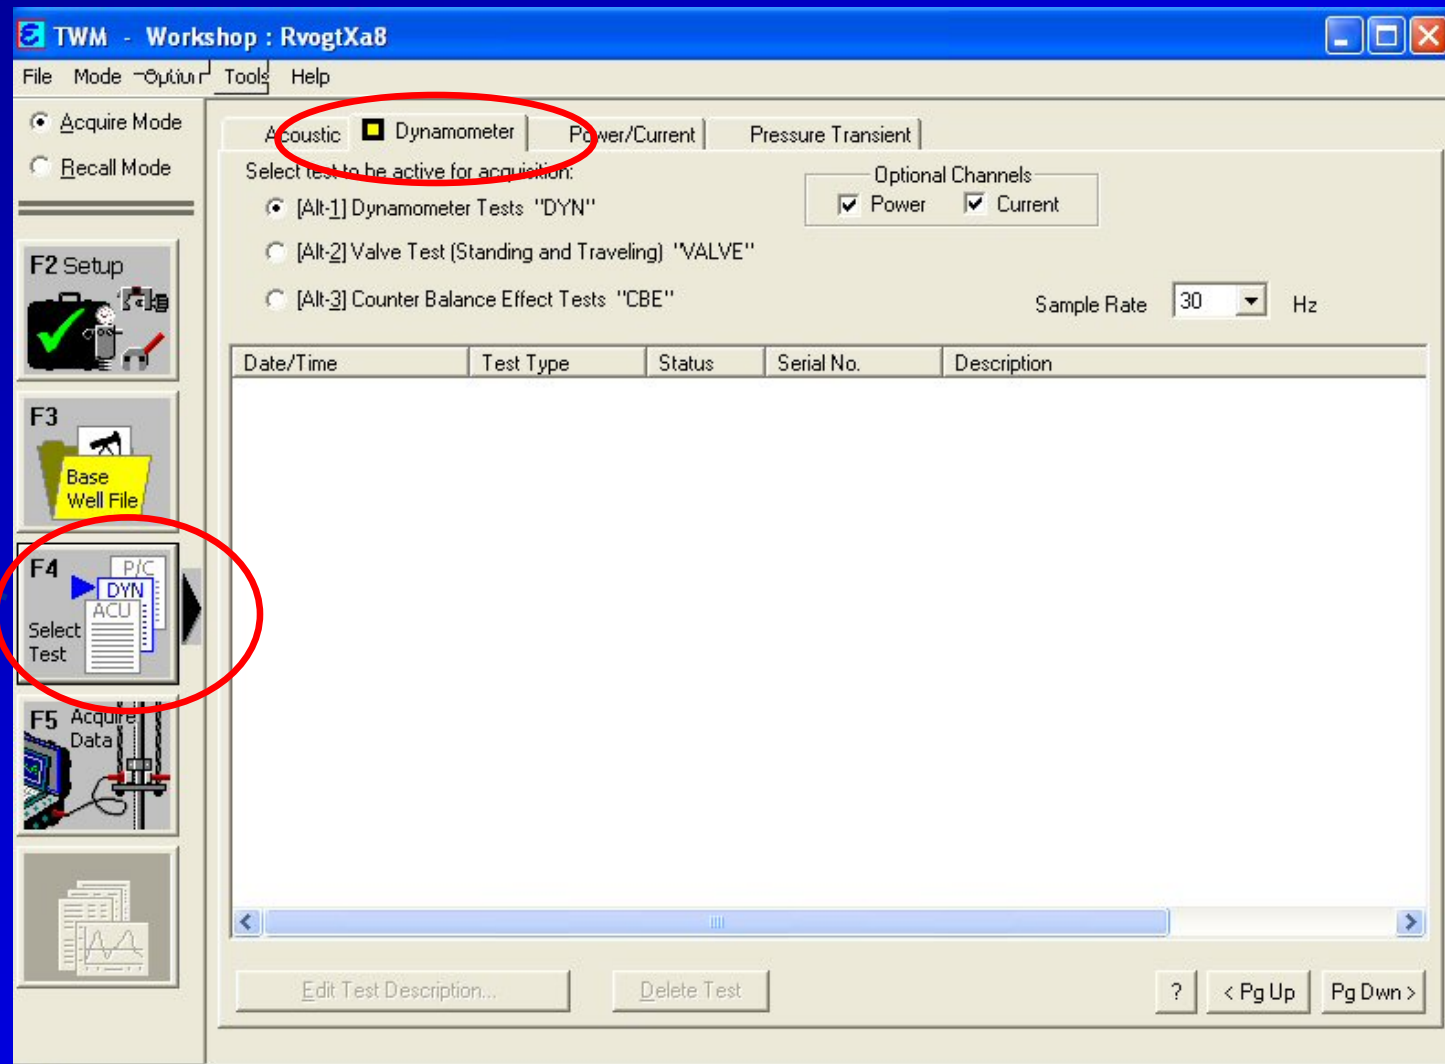 TWM - Workshop : RvogtXa8
File Mode Option Tools Help
Acquire Mode
Recall Mode
F2 Setup
F3
Base
Well File
F4
P/C
DYN
ACU
Select
Test
F5 Acquire
Data
Acoustic Dynamometer Power/Current Pressure Transient
Select test to be active for acquisition:
[Alt-1] Dynamometer Tests "DYN"
[Alt-2] Valve Test (Standing and Traveling) "VALVE"
[Alt-3] Counter Balance Effect Tests "CBE"
Optional Channels
Power Current
Sample Rate 30 Hz
Date/Time Test Type Status Serial No. Description
Edit Test Description... Delete Test ? < Pg Up Pg Dwn >